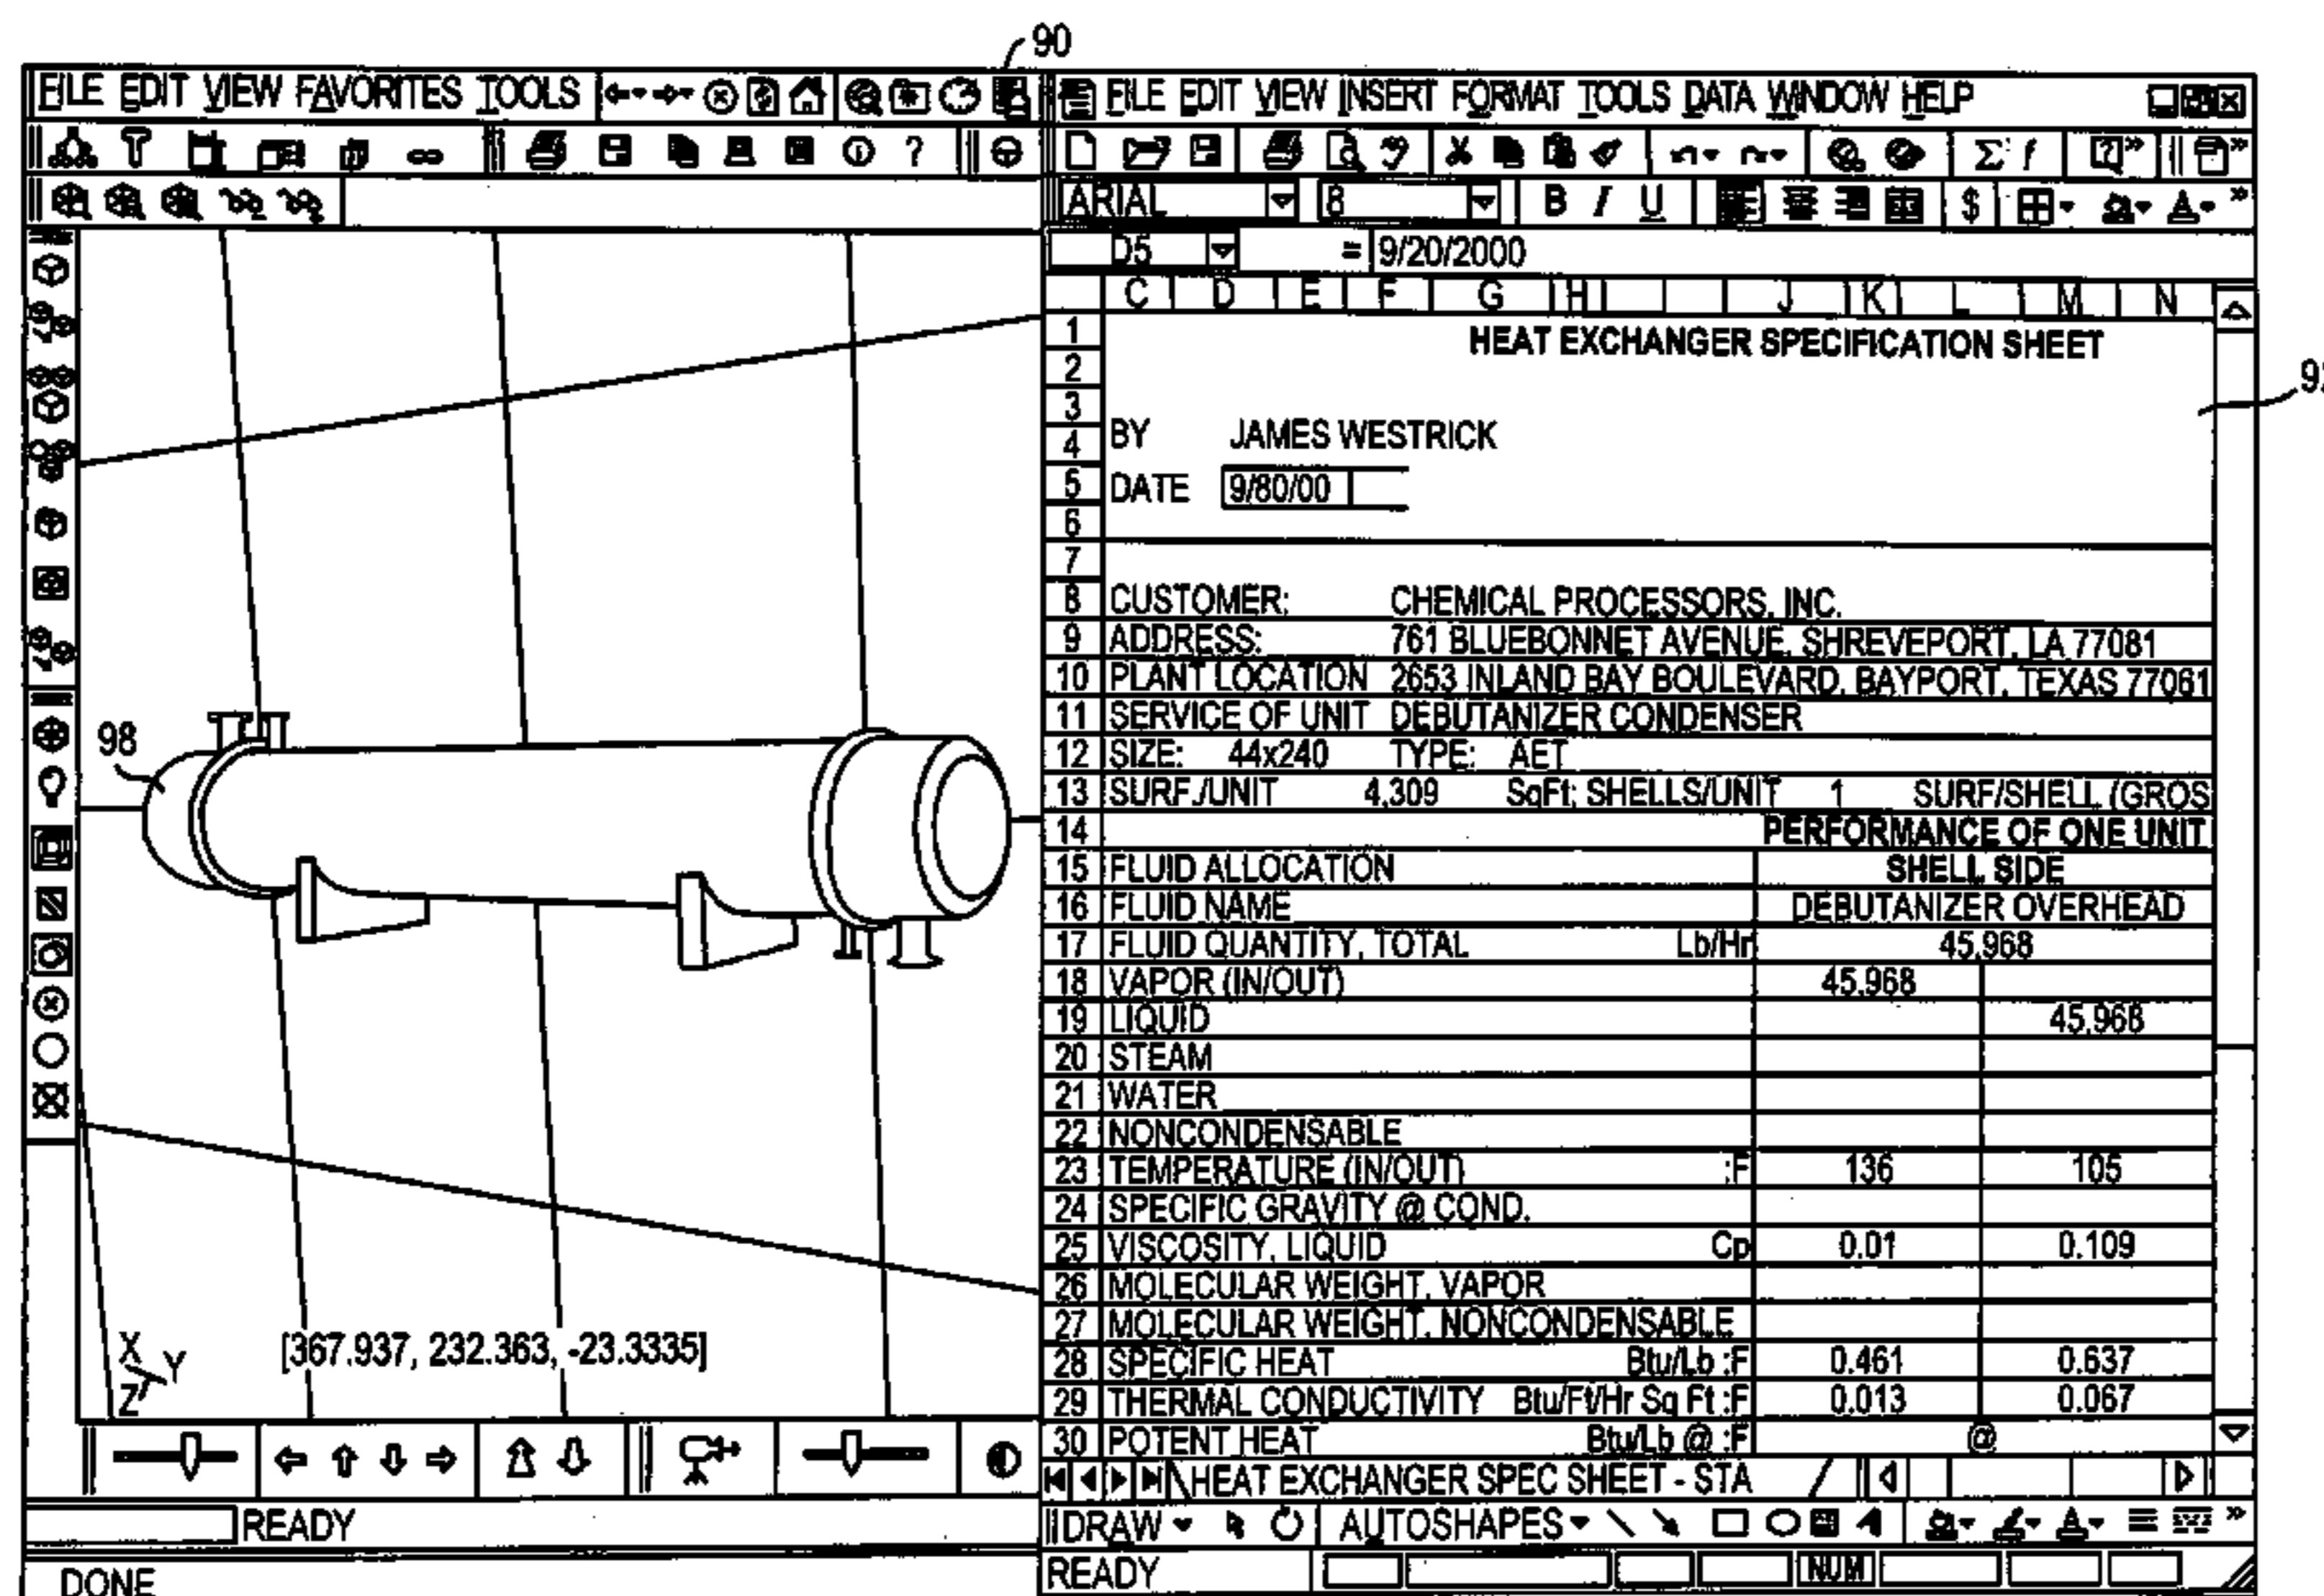 90
FILE EDIT VIEW FAVORITES TOOLS
?
READY
DONE
98
X
Y
Z
[367.937, 232.363, -23.3335]
FILE EDIT VIEW INSERT FORMAT TOOLS DATA WINDOW HELP
Σ f ? »  »
ARIAL 8 B I U $ A »
D5 = 9/20/2000
C D E F G H J K L M N
1 HEAT EXCHANGER SPECIFICATION SHEET
2
3
4 BY JAMES WESTRICK
5 DATE 9/80/00
6
7
8 CUSTOMER: CHEMICAL PROCESSORS, INC.
9 ADDRESS: 761 BLUEBONNET AVENUE, SHREVEPORT, LA 77081
10 PLANT LOCATION 2653 INLAND BAY BOULEVARD, BAYPORT, TEXAS 77061
11 SERVICE OF UNIT DEBUTANIZER CONDENSER
12 SIZE: 44x240 TYPE: AET
13 SURF./UNIT 4,309 SqFt; SHELLS/UNIT 1 SURF/SHELL (GROS
14 PERFORMANCE OF ONE UNIT
15 FLUID ALLOCATION SHELL SIDE
16 FLUID NAME DEBUTANIZER OVERHEAD
17 FLUID QUANTITY, TOTAL Lb/Hr 45,968
18 VAPOR (IN/OUT) 45,968
19 LIQUID 45,968
20 STEAM
21 WATER
22 NONCONDENSABLE
23 TEMPERATURE (IN/OUT) :F 136 105
24 SPECIFIC GRAVITY @ COND.
25 VISCOSITY, LIQUID Cp 0.01 0.109
26 MOLECULAR WEIGHT, VAPOR
27 MOLECULAR WEIGHT, NONCONDENSABLE
28 SPECIFIC HEAT Btu/Lb :F 0.461 0.637
29 THERMAL CONDUCTIVITY Btu/Ft/Hr Sq Ft :F 0.013 0.067
30 POTENT HEAT Btu/Lb @ :F @
HEAT EXCHANGER SPEC SHEET - STA
DRAW AUTOSHAPES A »
READY NUM